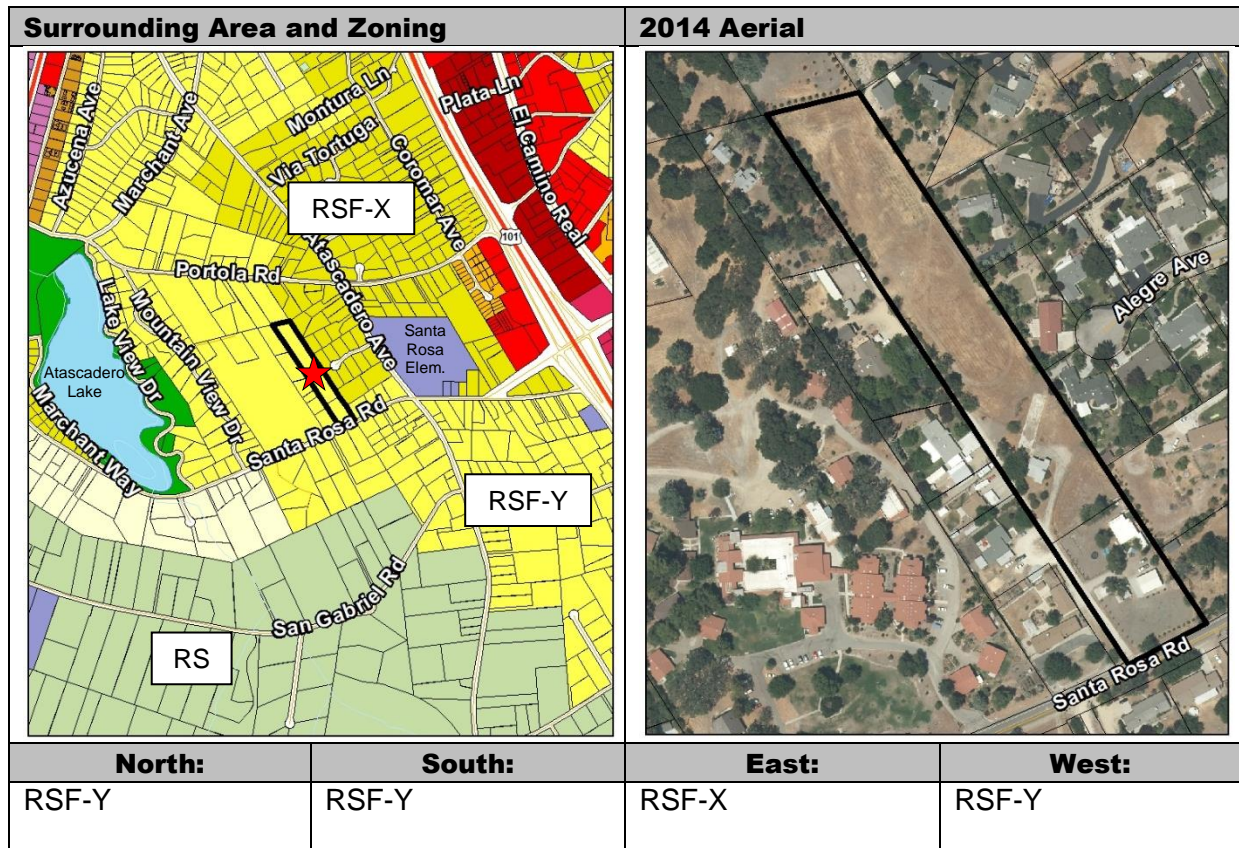 Surrounding Area and Zoning
2014 Aerial
Azucena Ave
Marchant Ave
Montura Ln
Via Tortuga
Plata Ln
El Camino Real
Coromar Ave
RSF-X
101
Atascadero Ave
Portola Rd
Santa
Rosa
Elem.
Atascadero
Lake
Lake View Dr
Mountain View Dr
Marchant Way
Santa Rosa Rd
RSF-Y
San Gabriel Rd
RS
Alegre Ave
Santa Rosa Rd
North:
South:
East:
West:
RSF-Y
RSF-Y
RSF-X
RSF-Y